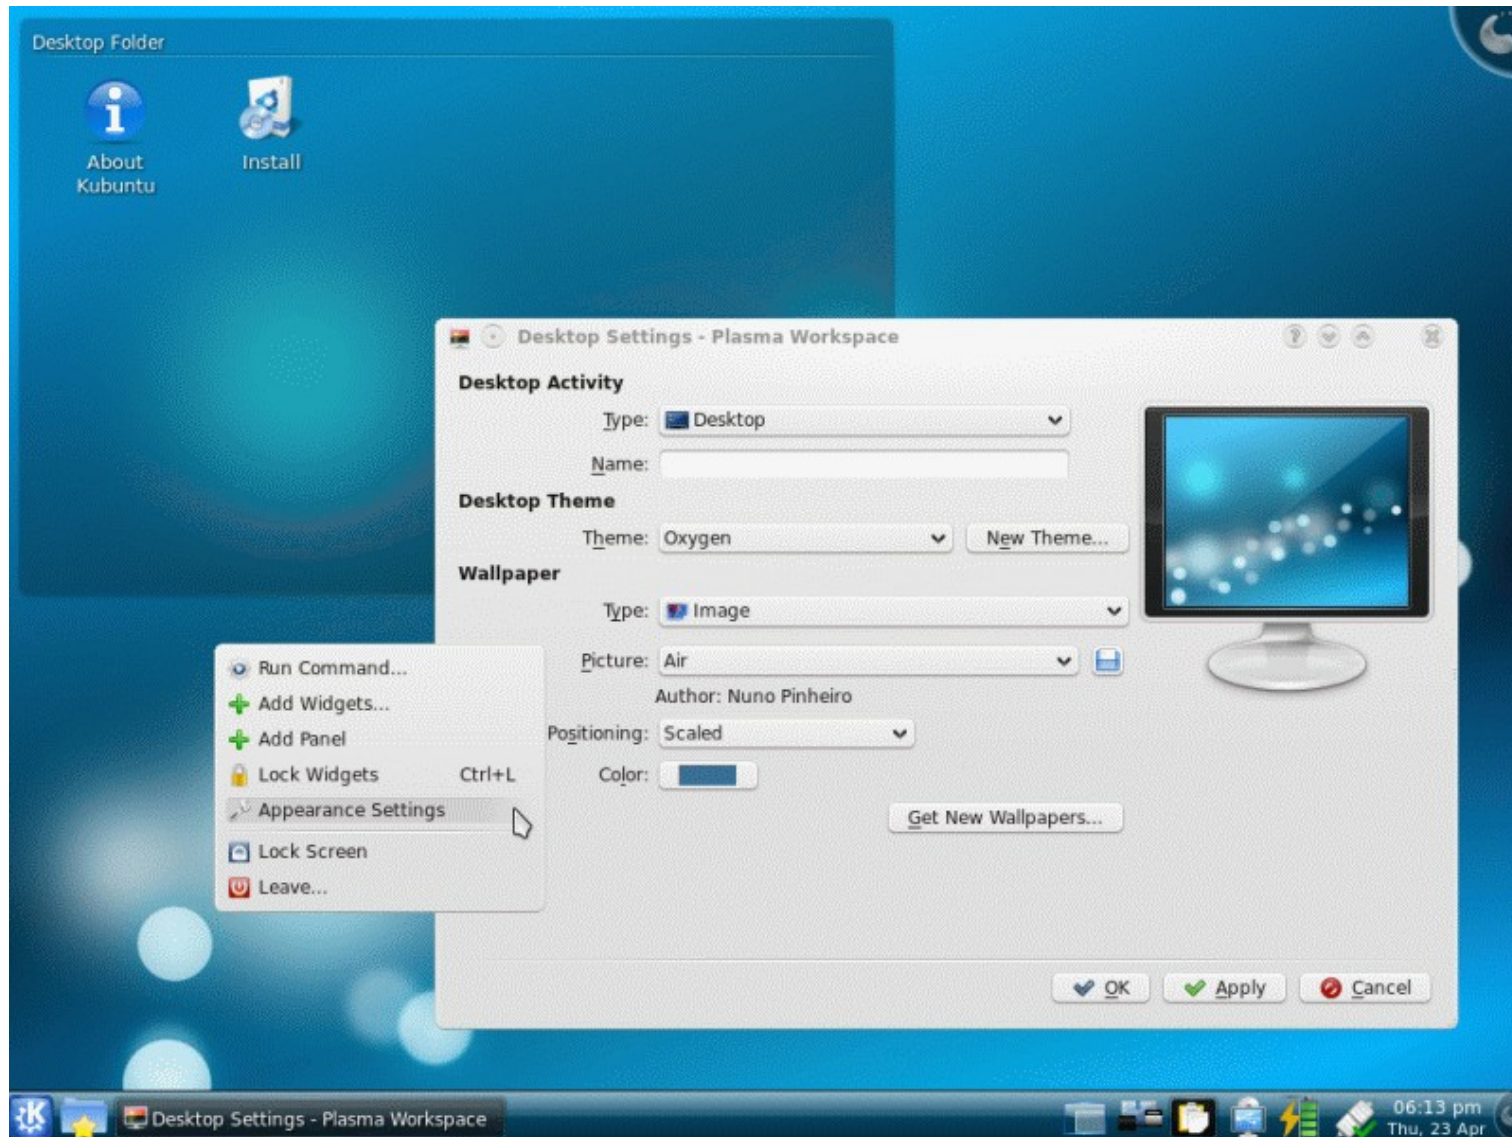 Desktop Folder
About
Kubuntu
Install
Desktop Settings - Plasma Workspace
Desktop Activity
Type: Desktop
Name:
Desktop Theme
Theme: Oxygen New Theme...
Wallpaper
Type: Image
Picture: Air
Author: Nuno Pinheiro
Positioning: Scaled
Color:
Get New Wallpapers...
OK Apply Cancel
Run Command...
Add Widgets...
Add Panel
Lock Widgets Ctrl+L
Appearance Settings
Lock Screen
Leave...
Desktop Settings - Plasma Workspace
06:13 pm
Thu, 23 Apr